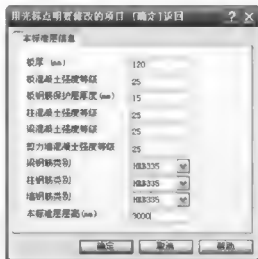 用光标点明要修改的项目 [确定]返回
本标准层信息
板厚 (mm) 120
板混凝土强度等级 25
板钢筋保护层厚度(mm) 15
柱混凝土强度等级 25
梁混凝土强度等级 25
剪力墙混凝土强度等级 25
梁钢筋类别 HRB335
柱钢筋类别 HRB335
墙钢筋类别 HRB335
本标准层层高(mm) 3000
确定 取消 帮助